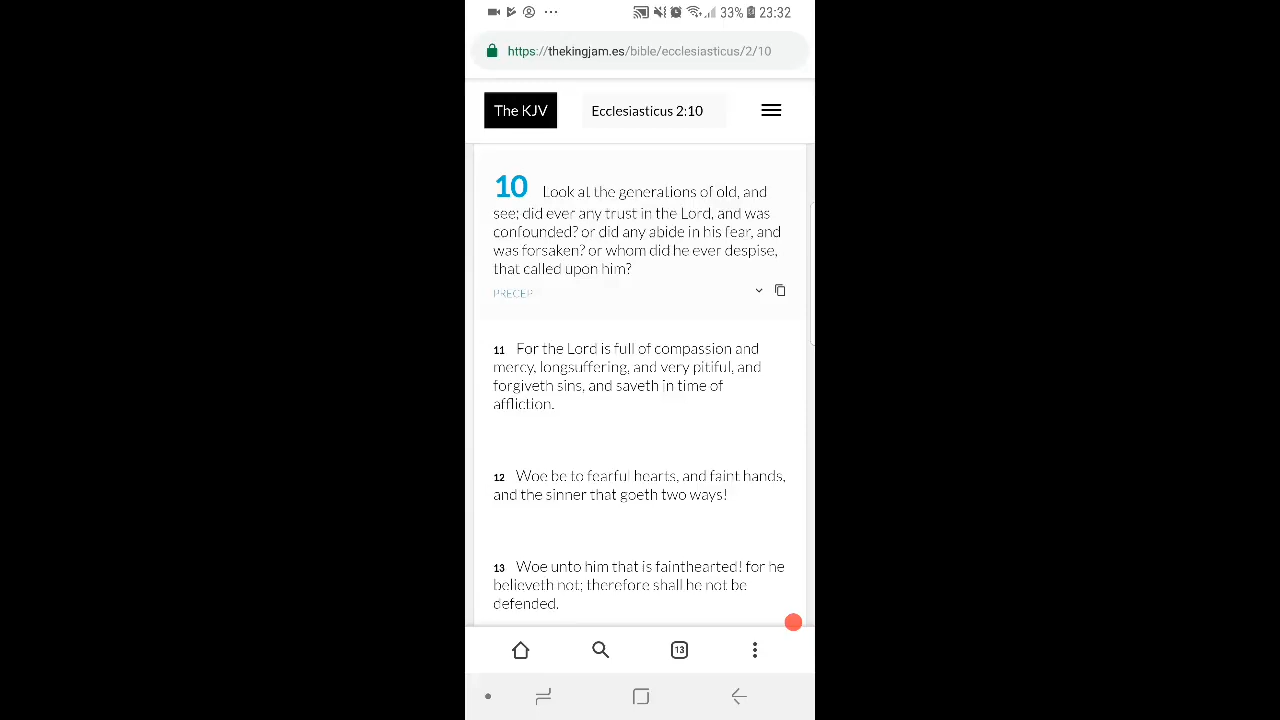 33% 23:32
https://thekingjam.es/bible/ecclesiasticus/2/10
The KJV
Ecclesiasticus 2:10
10 Look at the generations of old, and
see; did ever any trust in the Lord, and was
confounded? or did any abide in his fear, and
was forsaken? or whom did he ever despise,
that called upon him?
PRECEP
11 For the Lord is full of compassion and
mercy, longsuffering, and very pitiful, and
forgiveth sins, and saveth in time of
affliction.
12 Woe be to fearful hearts, and faint hands,
and the sinner that goeth two ways!
13 Woe unto him that is fainthearted! for he
believeth not; therefore shall he not be
defended.
13